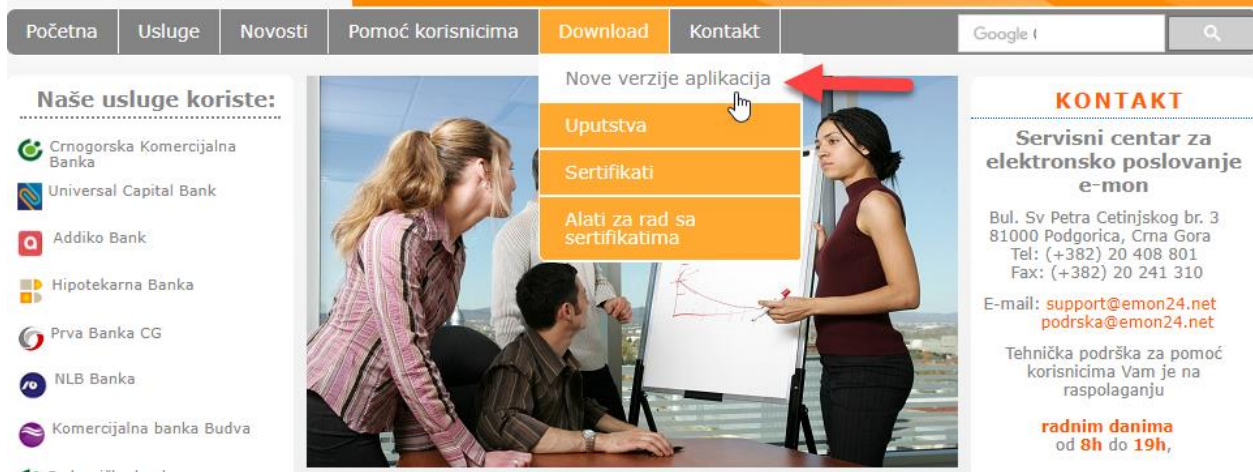 Početna
Usluge
Novosti
Pomoć korisnicima
Download
Kontakt
Google
Nove verzije aplikacija
Uputstva
Sertifikati
Alati za rad sa
sertifikatima
Naše usluge koriste:
Crnogorska Komercijalna
Banka
Universal Capital Bank
Addiko Bank
Hipotekarna Banka
Prva Banka CG
NLB Banka
Komercijalna banka Budva
KONTAKT
Servisni centar za
elektronsko poslovanje
e-mon
Bul. Sv Petra Cetinjskog br. 3
81000 Podgorica, Crna Gora
Tel: (+382) 20 408 801
Fax: (+382) 20 241 310
E-mail: support@emon24.net
podrska@emon24.net
Tehnička podrška za pomoć
korisnicima Vam je na
raspolaganju
radnim danima
od 8h do 19h,